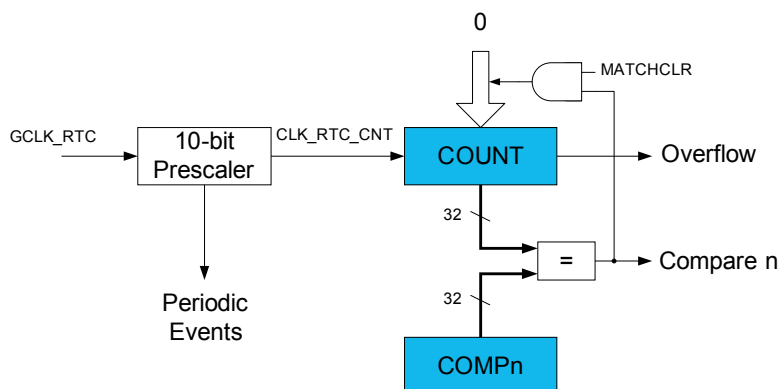 0
MATCHCLR
GCLK_RTC
10-bit
Prescaler
CLK_RTC_CNT
COUNT
Overflow
32
=
Compare n
Periodic
Events
32
COMPn